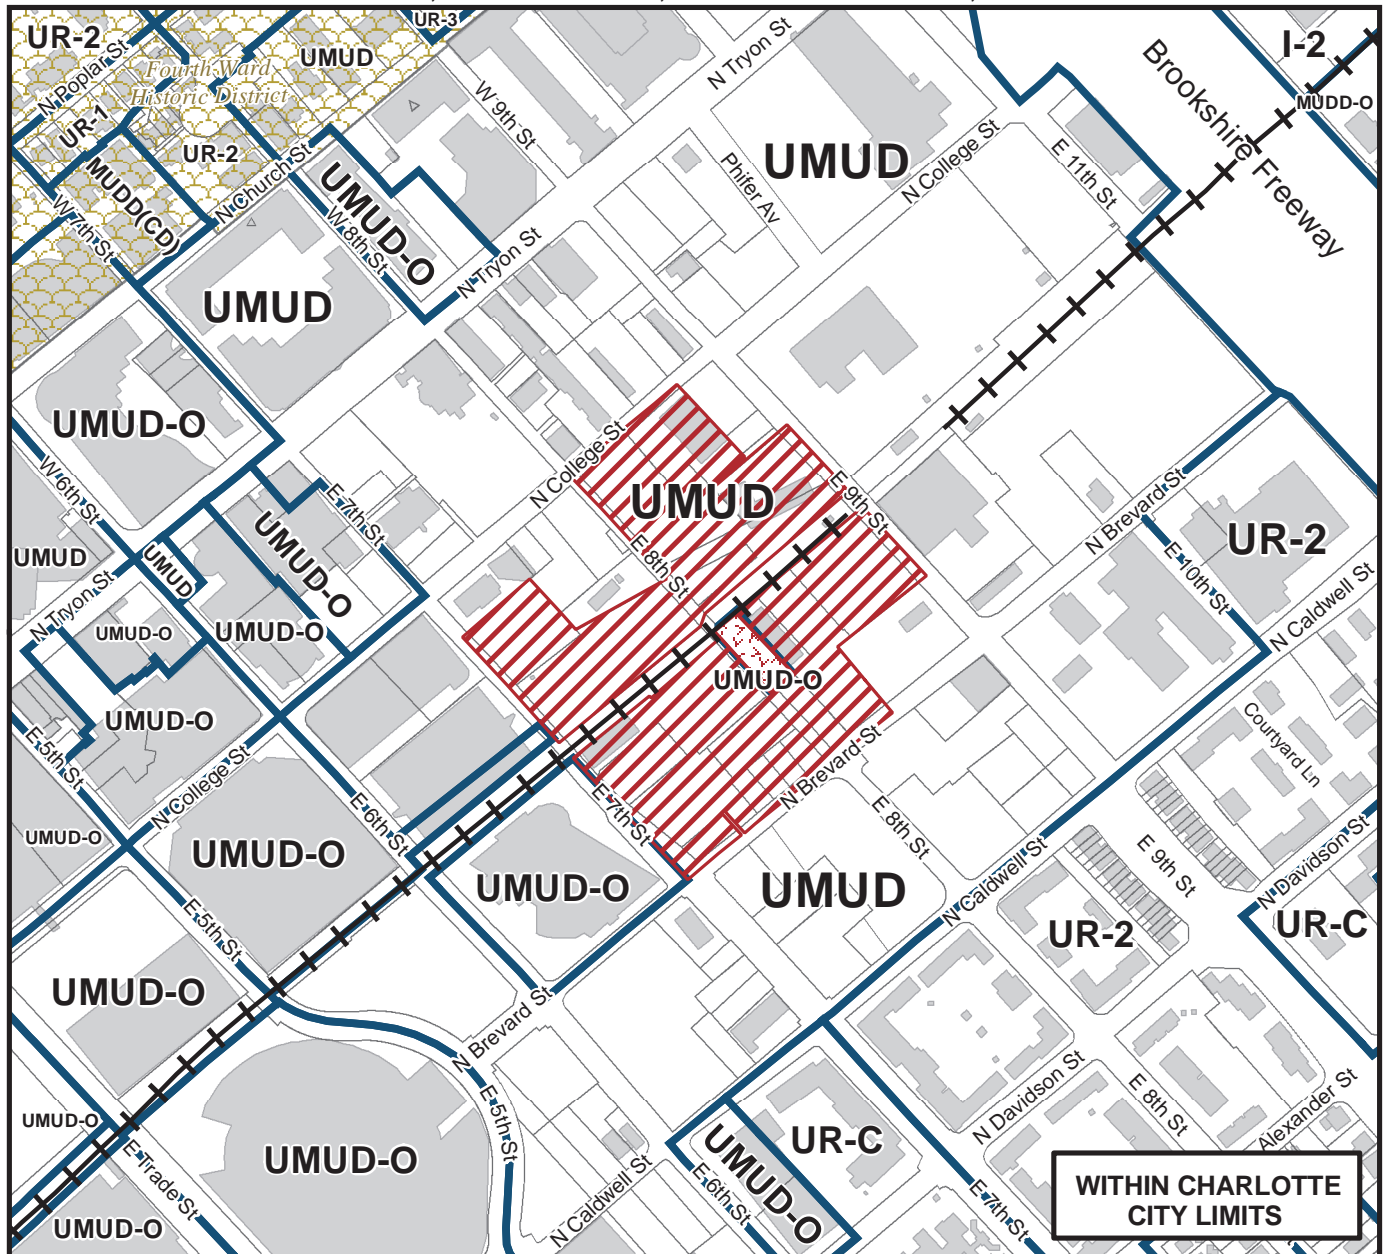 UR-2
UR-3
N Poplar St
UMUD
N Tryon St
I-2
Brookshire Freeway
MUDD-O
Fourth Ward
Historic District
UR-1
UR-2
W 9th St
N Church St
MUDD(CD)
W 7th St
UMUD-O
W 8th St
Phifer Av
UMUD
N College St
E 11th St
N Tryon St
UMUD
UMUD-O
N College St
UMUD
E 9th St
W 6th St
E 7th St
UMUD
UMUD-O
N Brevard St
UR-2
E 10th St
N Caldwell St
UMUD
N Tryon St
UMUD-O
UMUD-O
E 8th St
UMUD-O
UMUD-O
E 5th St
N College St
Courtyard Ln
N Brevard St
E 6th St
E 7th St
E 8th St
UMUD-O
UMUD-O
UMUD-O
UMUD
N Caldwell St
E 9th St
N Davidson St
UR-2
UR-C
E 5th St
UMUD-O
N Brevard St
E 5th St
N Davidson St
E 8th St
Alexander St
UMUD-O
E Trade St
UMUD-O
UR-C
UMUD-O
E 6th St
N Caldwell St
E 7th St
UMUD-O
WITHIN CHARLOTTE
CITY LIMITS